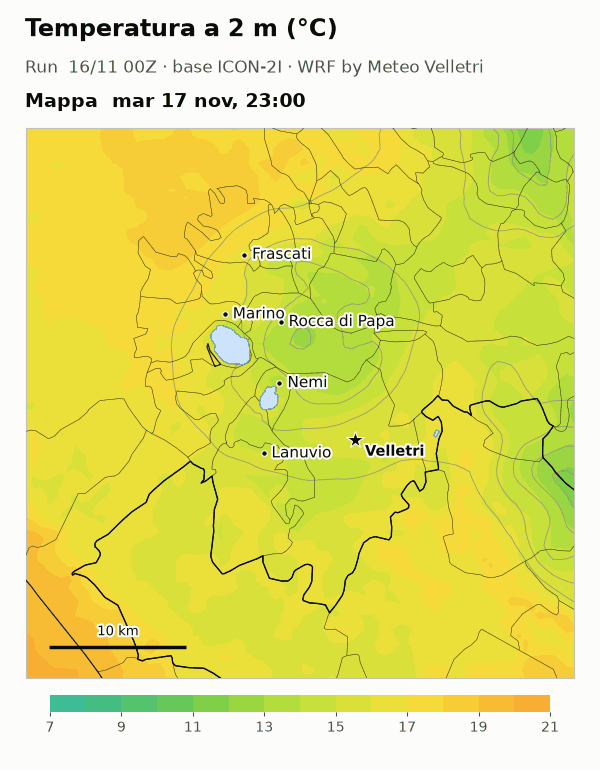 Temperatura a 2 m (°C)
Run  16/11 00Z · base ICON-2I · WRF by Meteo Velletri
Mappa  mar 17 nov, 23:00
Frascati
Marino
Rocca di Papa
Nemi
Velletri
Lanuvio
10 km
7 9 11 13 15 17 19 21